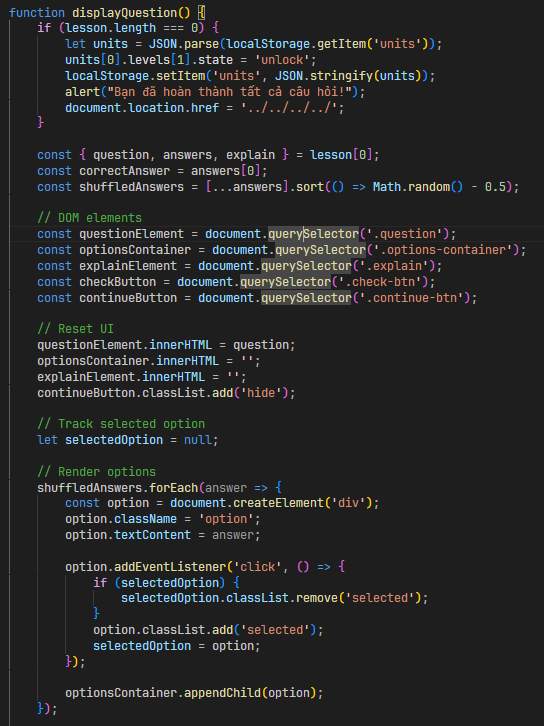 function displayQuestion() {
    if (lesson.length === 0) {
        let units = JSON.parse(localStorage.getItem('units'));
        units[0].levels[1].state = 'unlock';
        localStorage.setItem('units', JSON.stringify(units));
        alert("Bạn đã hoàn thành tất cả câu hỏi!");
        document.location.href = '../../../../';
    }

    const { question, answers, explain } = lesson[0];
    const correctAnswer = answers[0];
    const shuffledAnswers = [...answers].sort(() => Math.random() - 0.5);

    // DOM elements
    const questionElement = document.querySelector('.question');
    const optionsContainer = document.querySelector('.options-container');
    const explainElement = document.querySelector('.explain');
    const checkButton = document.querySelector('.check-btn');
    const continueButton = document.querySelector('.continue-btn');

    // Reset UI
    questionElement.innerHTML = question;
    optionsContainer.innerHTML = '';
    explainElement.innerHTML = '';
    continueButton.classList.add('hide');

    // Track selected option
    let selectedOption = null;

    // Render options
    shuffledAnswers.forEach(answer => {
        const option = document.createElement('div');
        option.className = 'option';
        option.textContent = answer;

        option.addEventListener('click', () => {
            if (selectedOption) {
                selectedOption.classList.remove('selected');
            }
            option.classList.add('selected');
            selectedOption = option;
        });

        optionsContainer.appendChild(option);
    });